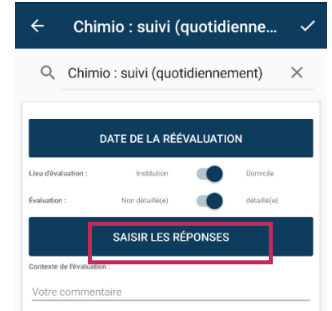 Chimio : suivi (quotidienne...
Chimio : suivi (quotidiennement)
DATE DE LA RÉÉVALUATION
Lieu d'évaluation : Institution Domicile
Évaluation : Non détaillé(e) détaillé(e)
SAISIR LES RÉPONSES
Contexte de l'évaluation :
Votre commentaire